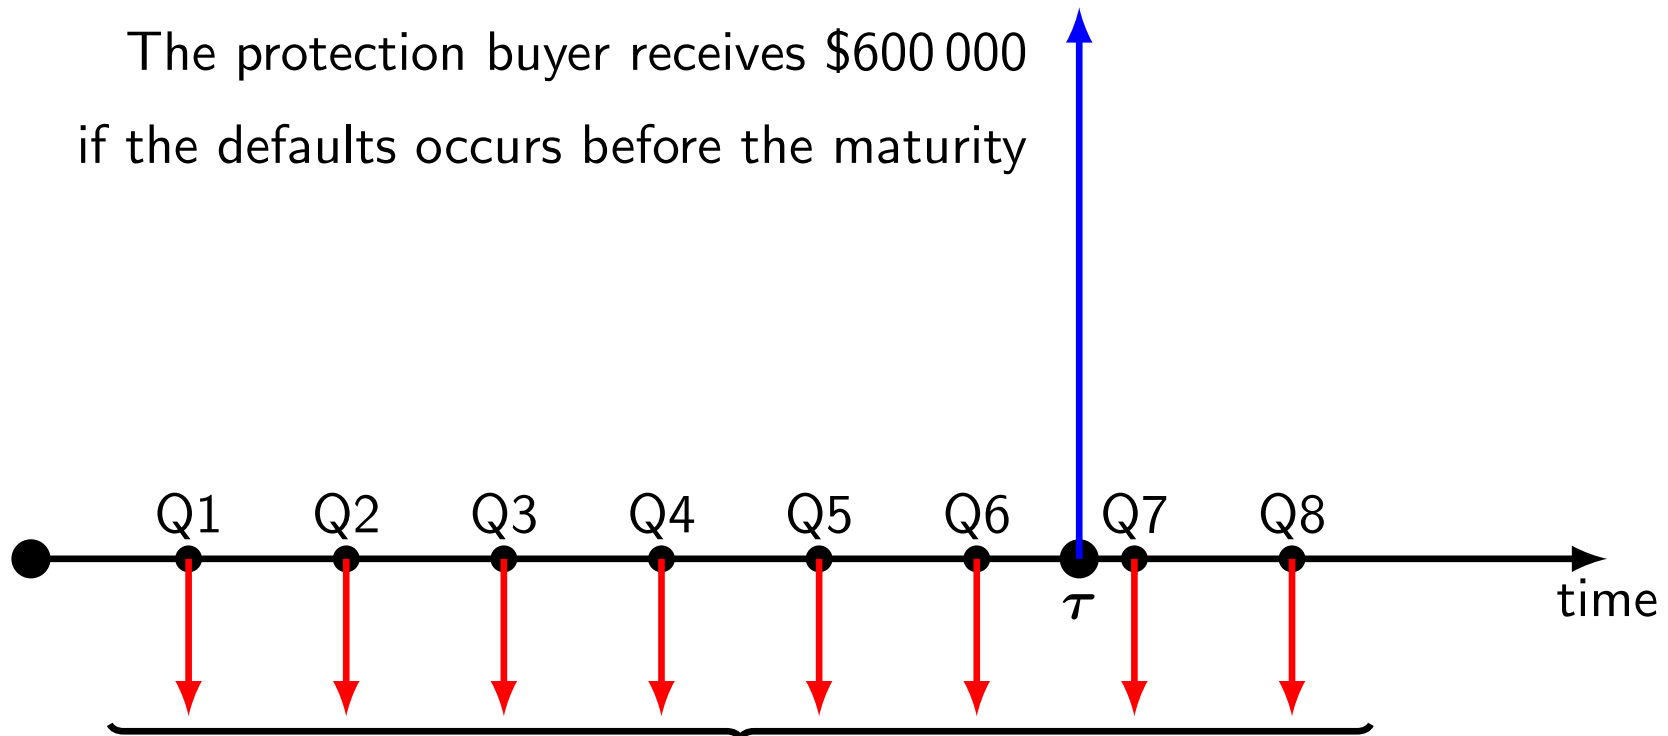 The protection buyer receives $600 000
if the defaults occurs before the maturity
Q1 Q2 Q3 Q4 Q5 Q6 Q7 Q8
τ
time